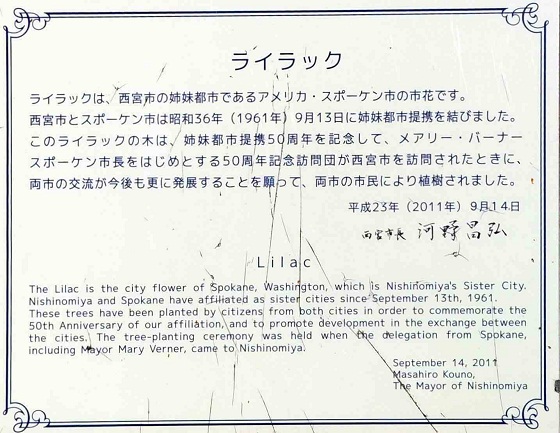 ライラック
ライラックは、西宮市の姉妹都市であるアメリカ・スポーケン市の市花です。
西宮市とスポーケン市は昭和36年（1961年）9月13日に姉妹都市提携を結びました。
このライラックの木は、姉妹都市提携50周年を記念して、メアリー・バーナー
スポーケン市長をはじめとする50周年記念訪問団が西宮市を訪問されたときに、
両市の交流が今後も更に発展することを願って、両市の市民により植樹されました。
平成23年（2011年）9月14日
西宮市長 河野昌弘
Lilac
The Lilac is the city flower of Spokane, Washington, which is Nishinomiya's Sister City.
Nishinomiya and Spokane have affiliated as sister cities since September 13th, 1961.
These trees have been planted by citizens from both cities in order to commemorate the
50th Anniversary of our affiliation, and to promote development in the exchange between
the cities. The tree-planting ceremony was held when the delegation from Spokane,
including Mayor Mary Verner, came to Nishinomiya.
September 14, 2011
Masahiro Kouno,
The Mayor of Nishinomiya